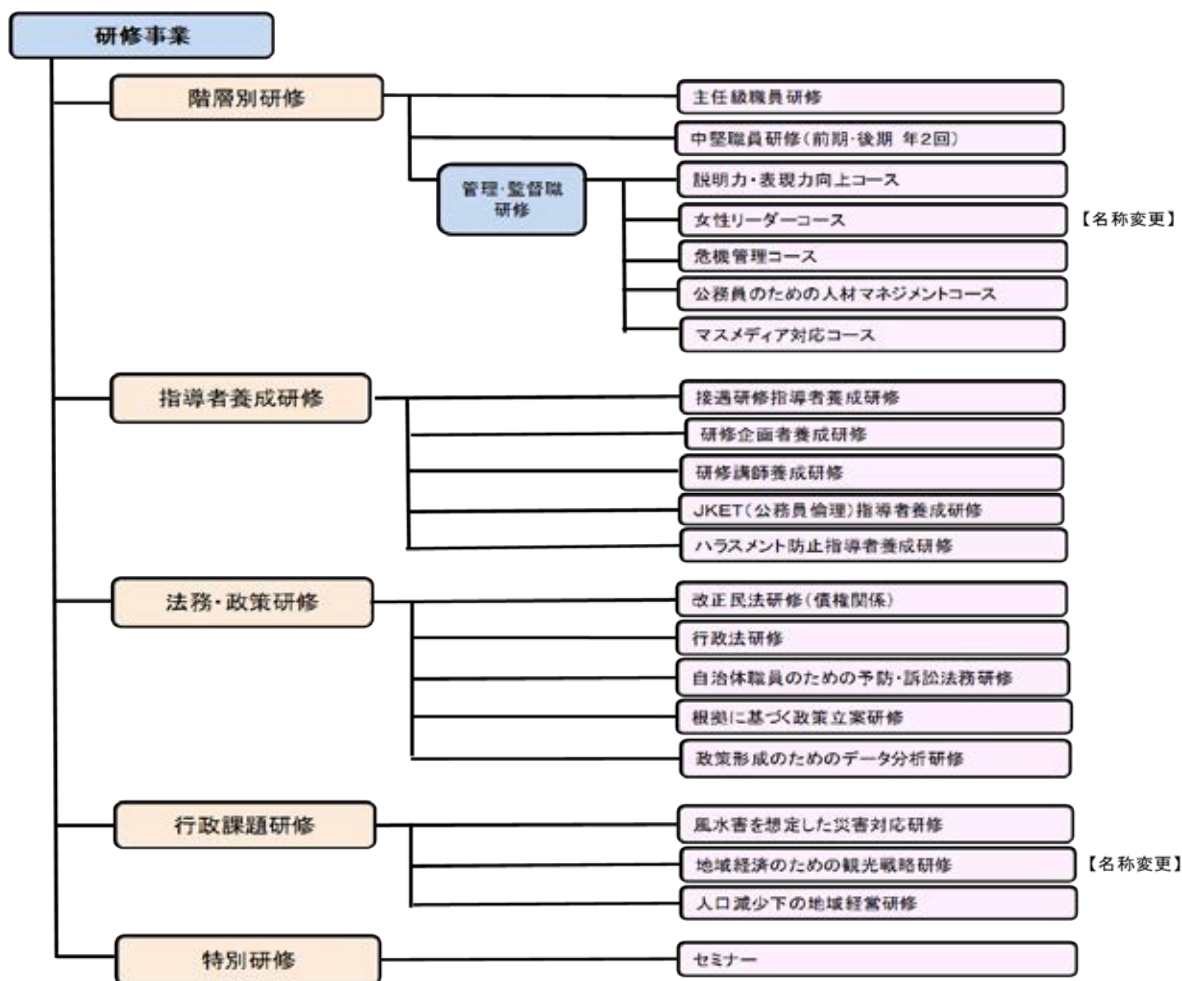 研修事業
階層別研修
主任級職員研修
中堅職員研修(前期・後期 年2回)
管理・監督職
研修
説明力・表現力向上コース
女性リーダーコース
【名称変更】
危機管理コース
公務員のための人材マネジメントコース
マスメディア対応コース
指導者養成研修
接遇研修指導者養成研修
研修企画者養成研修
研修講師養成研修
JKET(公務員倫理)指導者養成研修
ハラスメント防止指導者養成研修
法務・政策研修
改正民法研修(債権関係)
行政法研修
自治体職員のための予防・訴訟法務研修
根拠に基づく政策立案研修
政策形成のためのデータ分析研修
行政課題研修
風水害を想定した災害対応研修
地域経済のための観光戦略研修
【名称変更】
人口減少下の地域経営研修
特別研修
セミナー